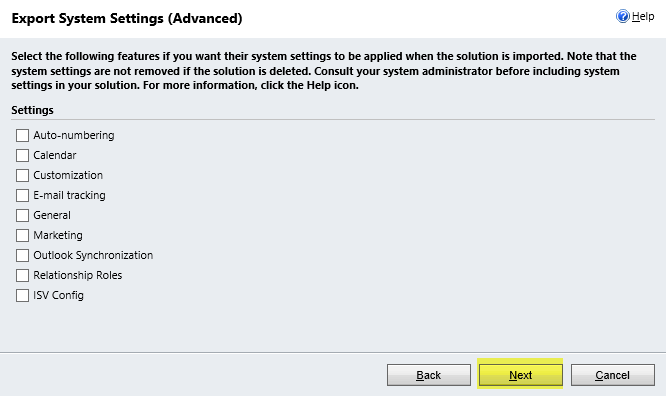 Export System Settings (Advanced)
Help
Select the following features if you want their system settings to be applied when the solution is imported. Note that the
system settings are not removed if the solution is deleted. Consult your system administrator before including system
settings in your solution. For more information, click the Help icon.
Settings
Auto-numbering
Calendar
Customization
E-mail tracking
General
Marketing
Outlook Synchronization
Relationship Roles
ISV Config
Back
Next
Cancel